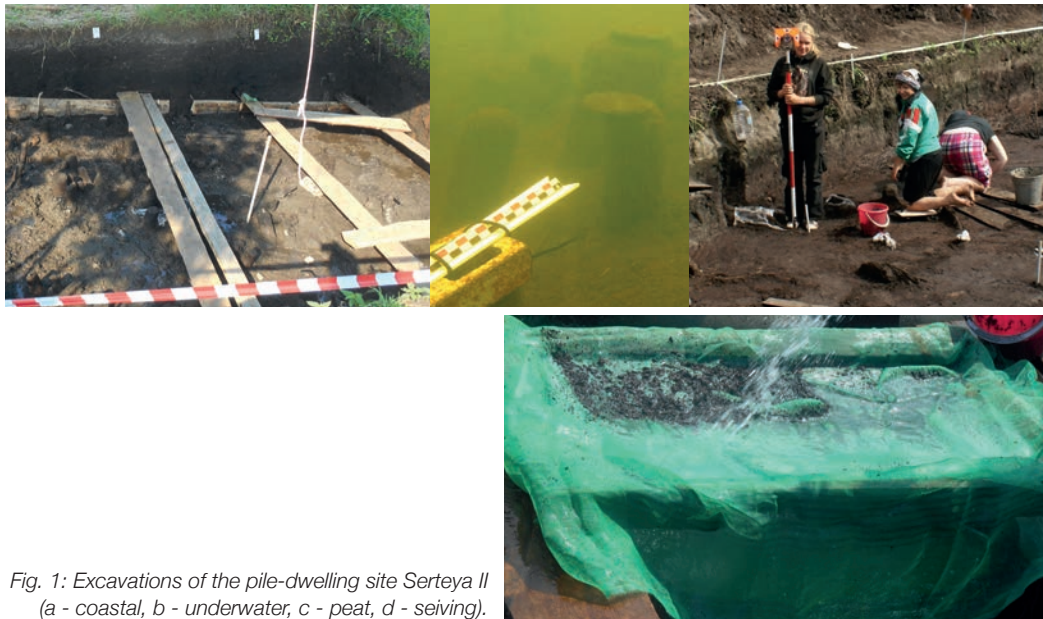 Fig. 1: Excavations of the pile-dwelling site Serteya II
(a - coastal, b - underwater, c - peat, d - seiving).